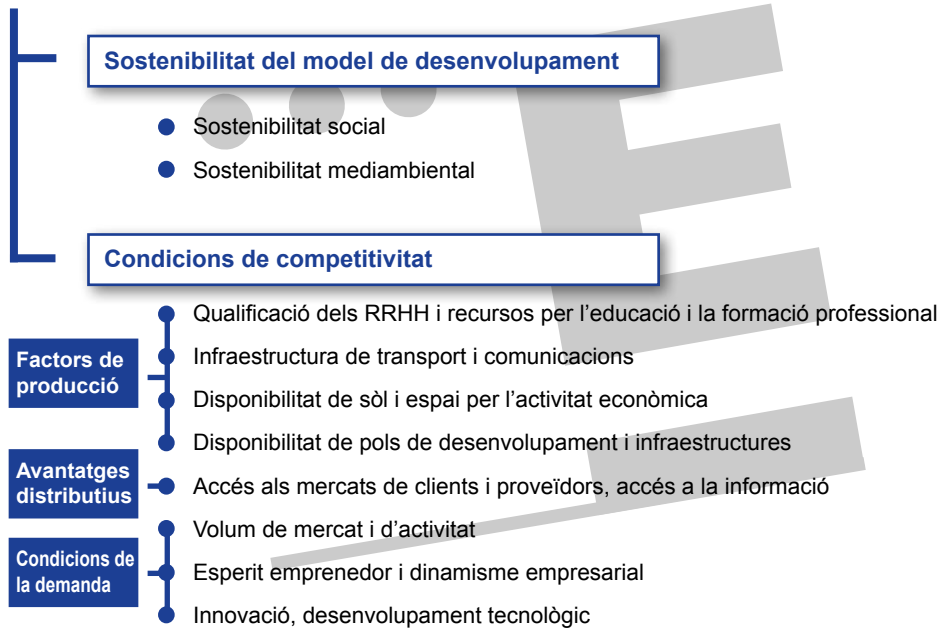 Sostenibilitat del model de desenvolupament
Sostenibilitat social
Sostenibilitat mediambiental
Condicions de competitivitat
Factors de
producció
Qualificació dels RRHH i recursos per l’educació i la formació professional
Infraestructura de transport i comunicacions
Disponibilitat de sòl i espai per l’activitat econòmica
Disponibilitat de pols de desenvolupament i infraestructures
Avantatges
distributius
Accés als mercats de clients i proveïdors, accés a la informació
Condicions de
la demanda
Volum de mercat i d’activitat
Esperit emprenedor i dinamisme empresarial
Innovació, desenvolupament tecnològic